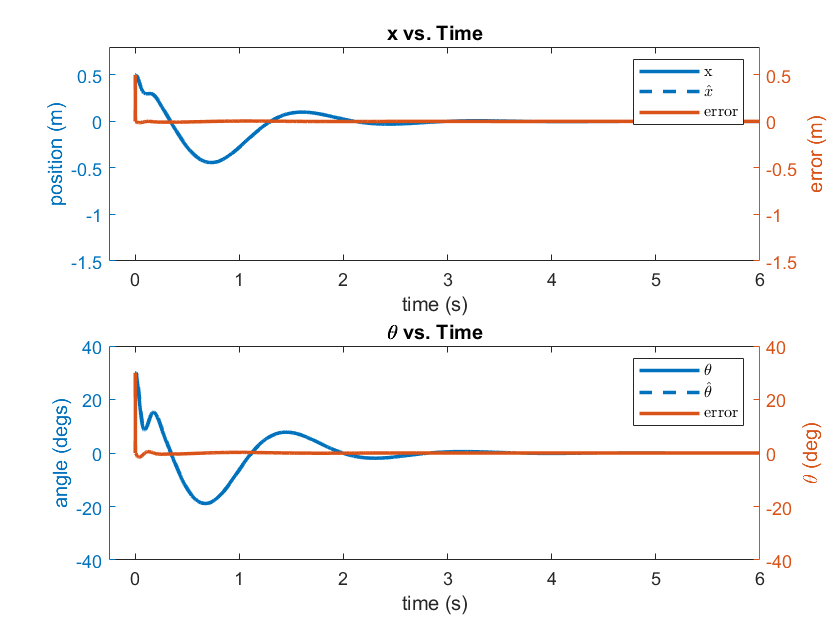 x vs. Time
0.5
0
-0.5
-1
-1.5
position (m)
x
x̂
error
0.5
0
-0.5
-1
-1.5
error (m)
0 1 2 3 4 5 6
time (s)
θ vs. Time
40
20
0
-20
-40
angle (degs)
θ
θ̂
error
40
20
0
-20
-40
θ (deg)
0 1 2 3 4 5 6
time (s)